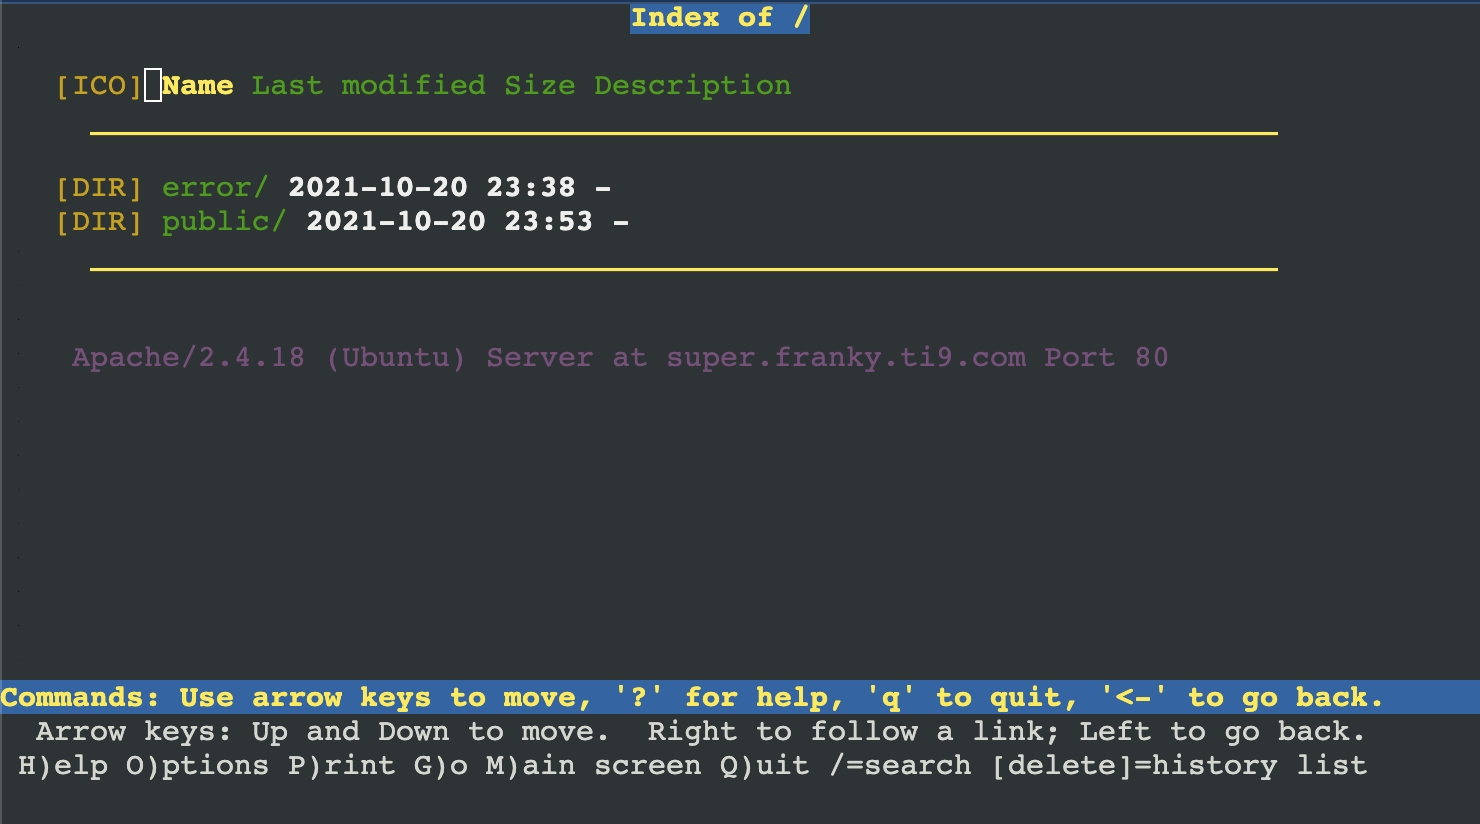 Index of /
[ICO] Name Last modified Size Description
[DIR] error/ 2021-10-20 23:38 -
[DIR] public/ 2021-10-20 23:53 -
Apache/2.4.18 (Ubuntu) Server at super.franky.ti9.com Port 80
Commands: Use arrow keys to move, '?' for help, 'q' to quit, '<-' to go back.
Arrow keys: Up and Down to move. Right to follow a link; Left to go back.
H)elp O)ptions P)rint G)o M)ain screen Q)uit /=search [delete]=history list